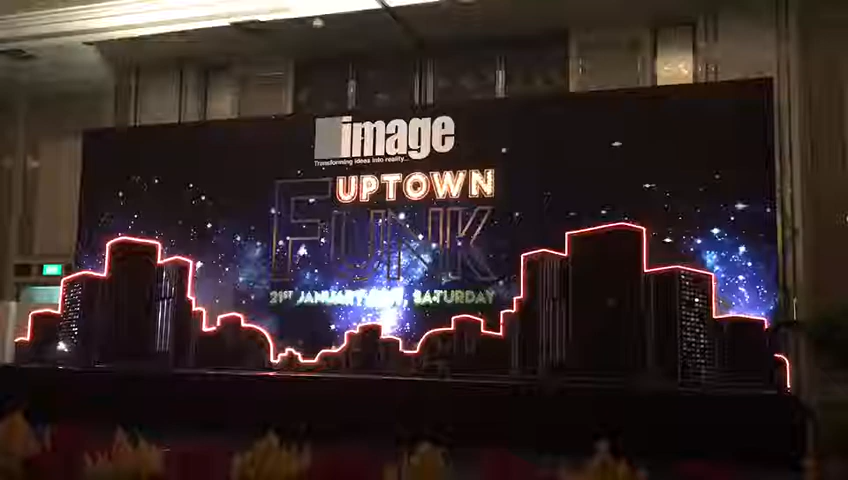 image
Transforming ideas into reality...
UPTOWN
FUNK
21ST JANUARY , SATURDAY